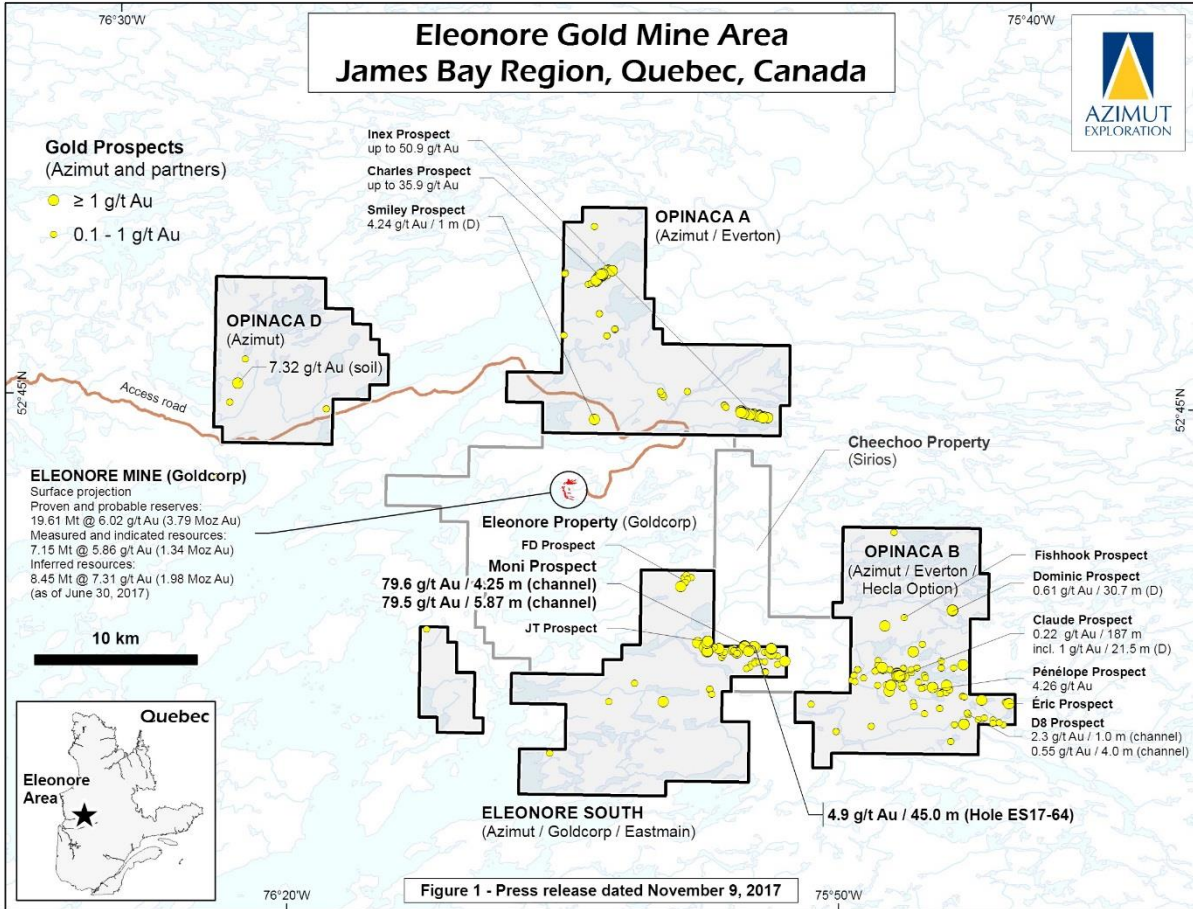 76°30'W
75°40'W
Eleonore Gold Mine Area
James Bay Region, Quebec, Canada
AZIMUT
EXPLORATION
Gold Prospects
(Azimut and partners)
≥ 1 g/t Au
0.1 - 1 g/t Au
Inex Prospect
up to 50.9 g/t Au
Charles Prospect
up to 35.9 g/t Au
Smiley Prospect
4.24 g/t Au / 1 m (D)
OPINACA A
(Azimut / Everton)
OPINACA D
(Azimut)
7.32 g/t Au (soil)
Access road
52°45'N
52°45'N
Cheechoo Property
(Sirios)
ELEONORE MINE (Goldcorp)
Surface projection
Proven and probable reserves:
19.61 Mt @ 6.02 g/t Au (3.79 Moz Au)
Measured and indicated resources:
7.15 Mt @ 5.86 g/t Au (1.34 Moz Au)
Inferred resources:
8.45 Mt @ 7.31 g/t Au (1.98 Moz Au)
(as of June 30, 2017)
Eleonore Property (Goldcorp)
FD Prospect
Moni Prospect
79.6 g/t Au / 4.25 m (channel)
79.5 g/t Au / 5.87 m (channel)
JT Prospect
OPINACA B
(Azimut / Everton /
Hecla Option)
Fishhook Prospect
Dominic Prospect
0.61 g/t Au / 30.7 m (D)
Claude Prospect
0.22 g/t Au / 187 m
incl. 1 g/t Au / 21.5 m (D)
Pénélope Prospect
4.26 g/t Au
Éric Prospect
D8 Prospect
2.3 g/t Au / 1.0 m (channel)
0.55 g/t Au / 4.0 m (channel)
10 km
Quebec
Eleonore
Area
ELEONORE SOUTH
(Azimut / Goldcorp / Eastmain)
4.9 g/t Au / 45.0 m (Hole ES17-64)
Figure 1 - Press release dated November 9, 2017
76°20'W
75°50'W